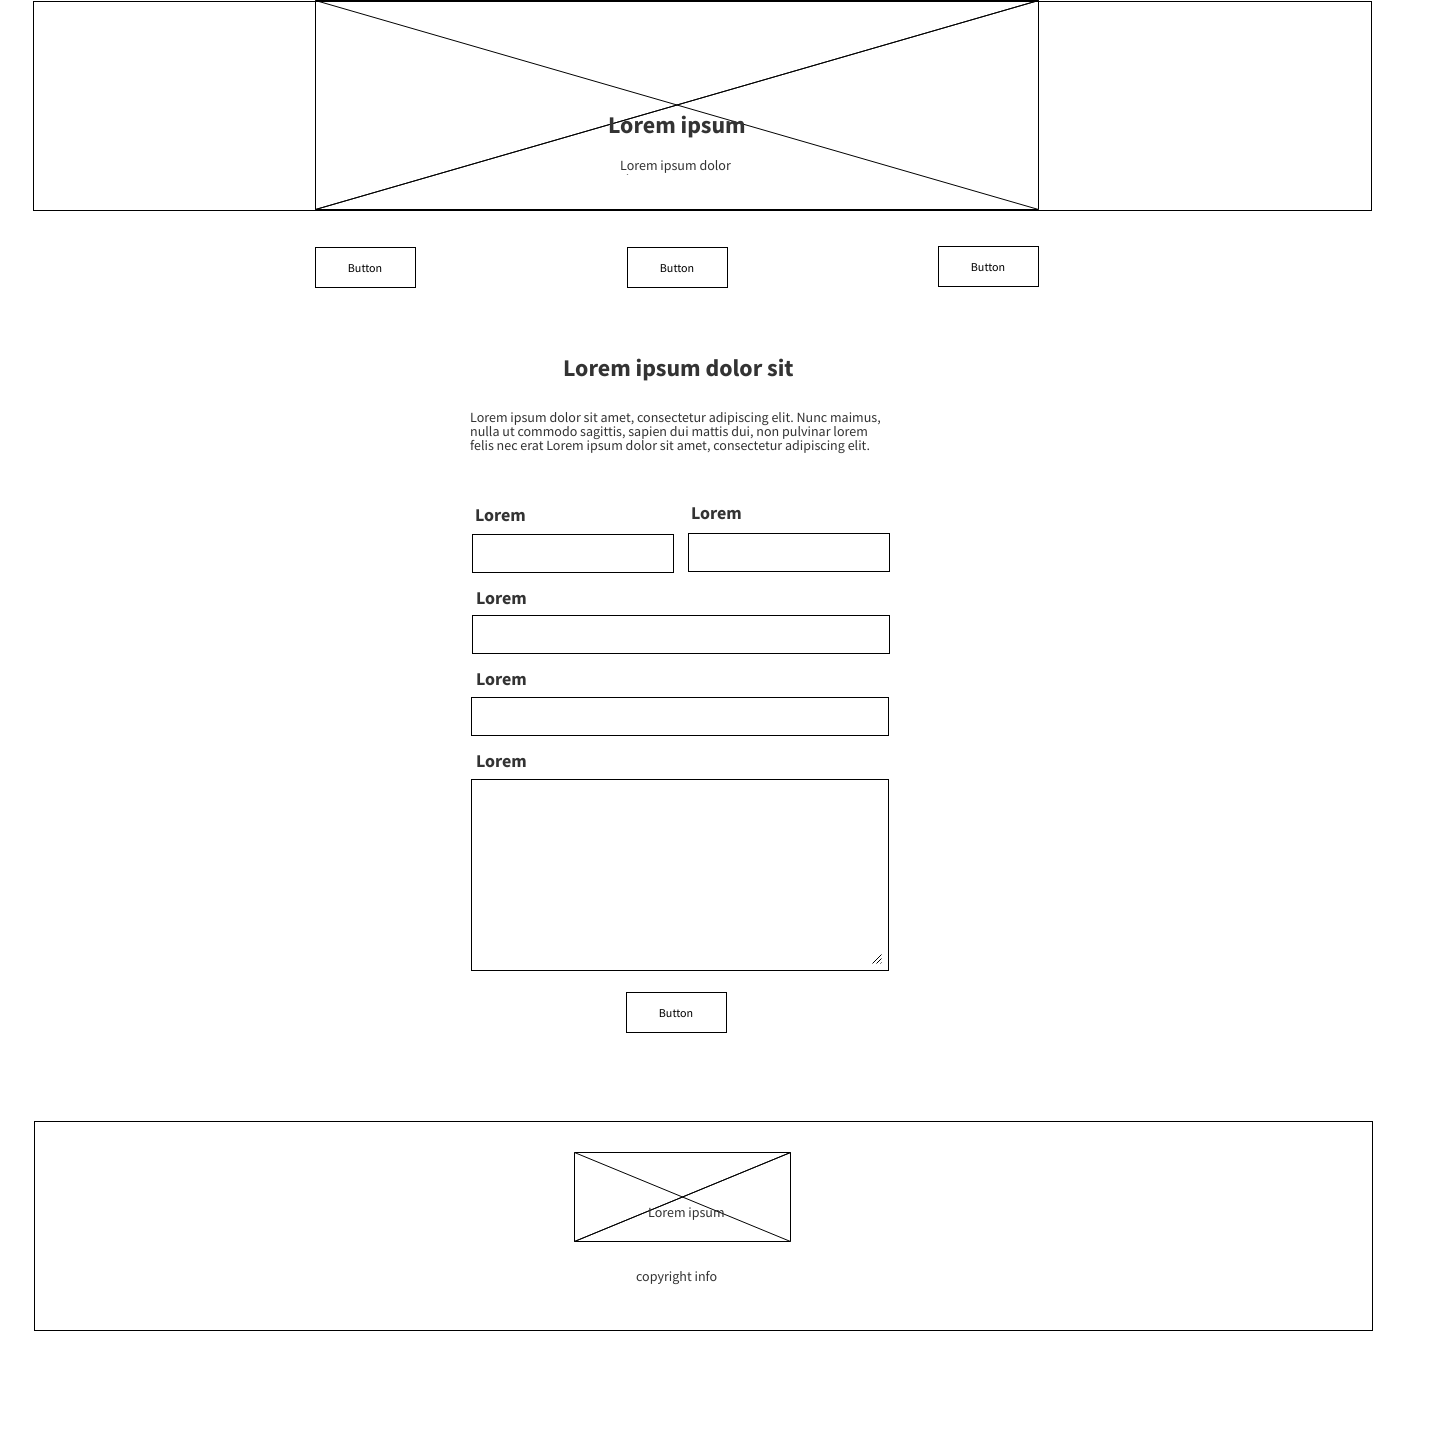 Lorem ipsum
Lorem ipsum dolor
Button
Button
Button
Lorem ipsum dolor sit
Lorem ipsum dolor sit amet, consectetur adipiscing elit. Nunc maimus,
nulla ut commodo sagittis, sapien dui mattis dui, non pulvinar lorem
felis nec erat Lorem ipsum dolor sit amet, consectetur adipiscing elit.
Lorem
Lorem
Lorem
Lorem
Lorem
Button
Lorem ipsum
copyright info